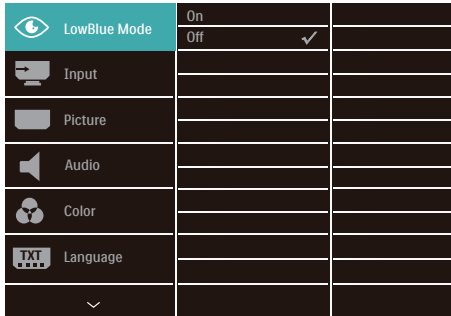 LowBlue Mode
On
Off
Input
Picture
Audio
Color
TXT
Language